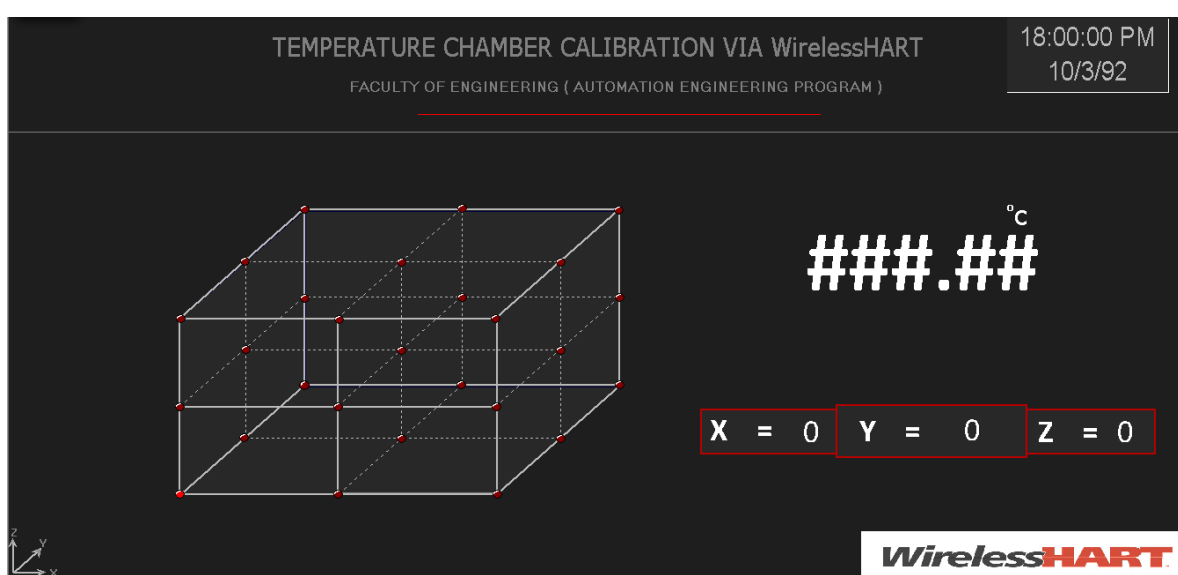 TEMPERATURE CHAMBER CALIBRATION VIA WirelessHART
FACULTY OF ENGINEERING ( AUTOMATION ENGINEERING PROGRAM )
18:00:00 PM
10/3/92
°C
###.##
X = 0 Y = 0 Z = 0
Z
Y
X
WirelessHART